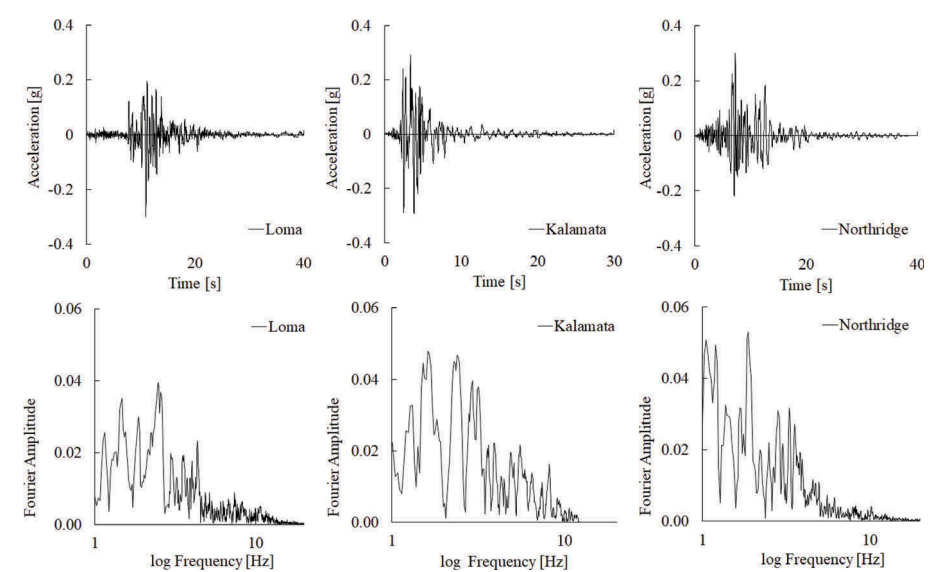 0.4
0.2
0
-0.2
-0.4
Acceleration [g]
Loma
0 20 40
Time [s]
0.4
0.2
0
-0.2
-0.4
Acceleration [g]
Kalamata
0 10 20 30
Time [s]
0.4
0.2
0
-0.2
-0.4
Acceleration [g]
Northridge
0 20 40
Time [s]
0.06
0.04
0.02
0.00
Fourier Amplitude
Loma
1 10
log Frequency [Hz]
0.06
0.04
0.02
0.00
Fourier Amplitude
Kalamata
1 10
log Frequency [Hz]
0.06
0.04
0.02
0.00
Fourier Amplitude
Northridge
1 10
log Frequency [Hz]